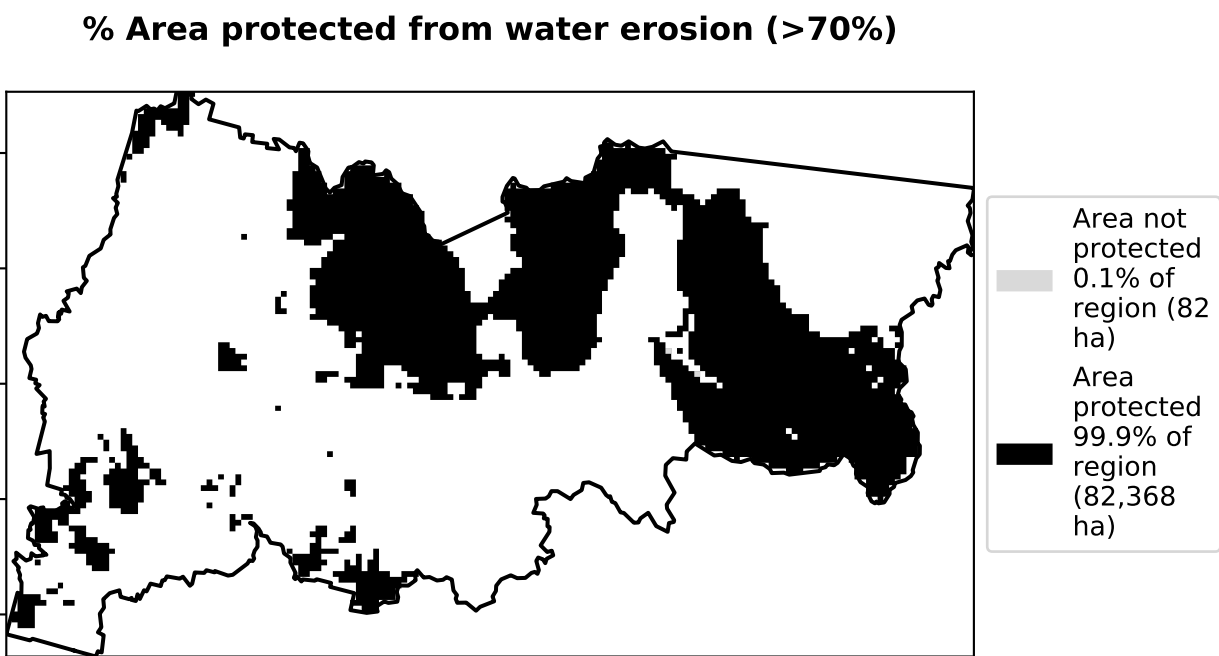 % Area protected from water erosion (>70%)
Area not
protected
0.1% of
region (82
ha)
Area
protected
99.9% of
region
(82,368
ha)